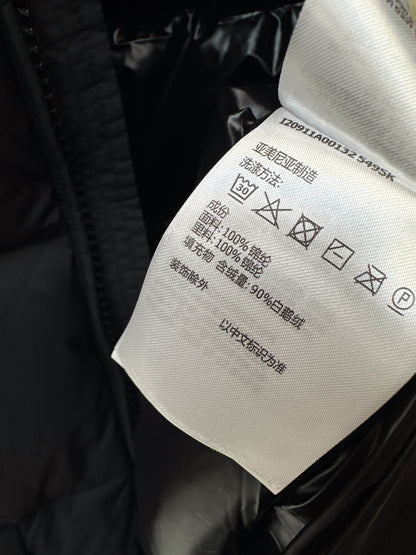 I20911A00132 5495K
亚美尼亚制造
洗涤方法:
30
P
成份
面料: 100% 锦纶
里料: 100% 锦纶
填充物 含绒量: 90%白鹅绒
装饰除外
以中文标识为准